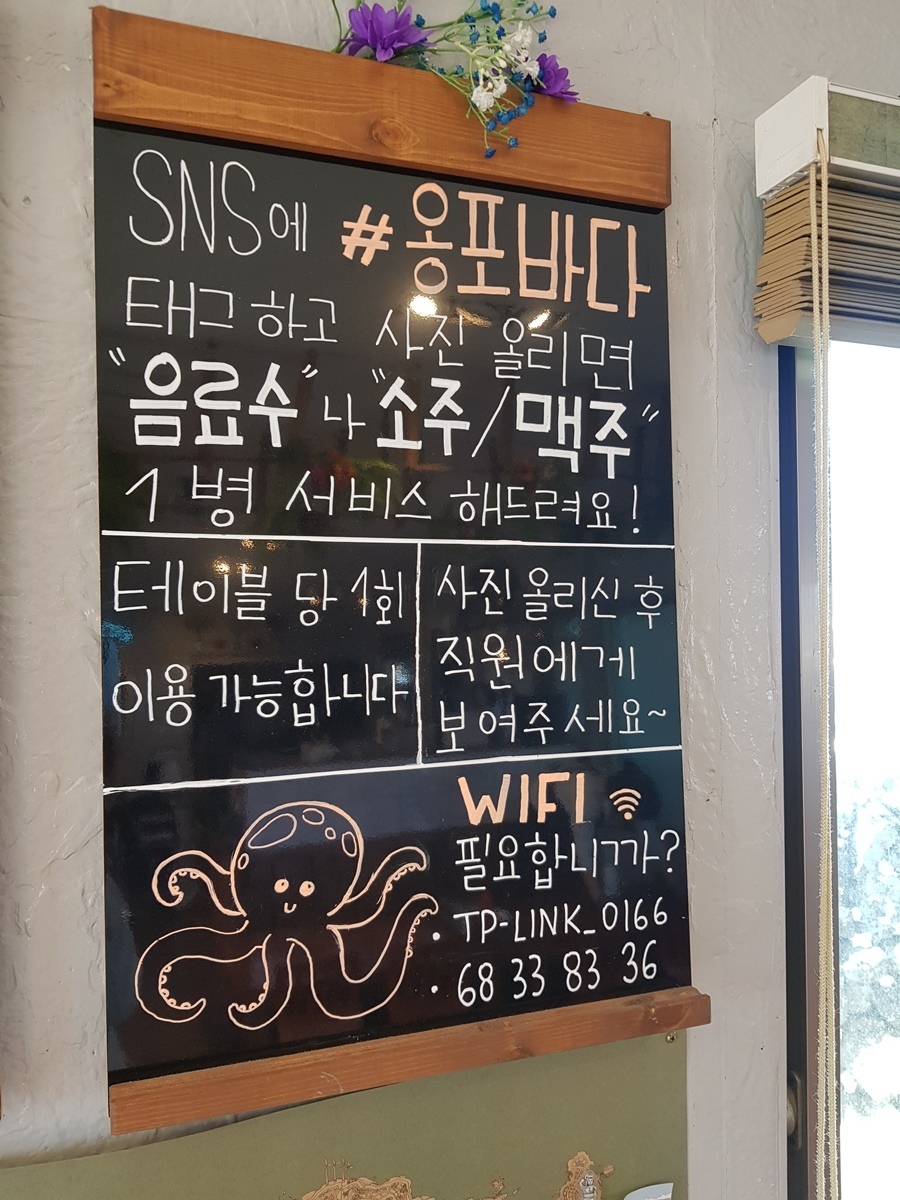 SNS에 #옹포바다
태그하고 사진 올리면
"음료수"나 "소주/맥주"
1병 서비스 해드려요!
테이블 당 1회
이용 가능합니다
사진 올리신 후
직원에게
보여주세요~
WIFI
필요합니까?
· TP-LINK_0166
· 68 33 83 36